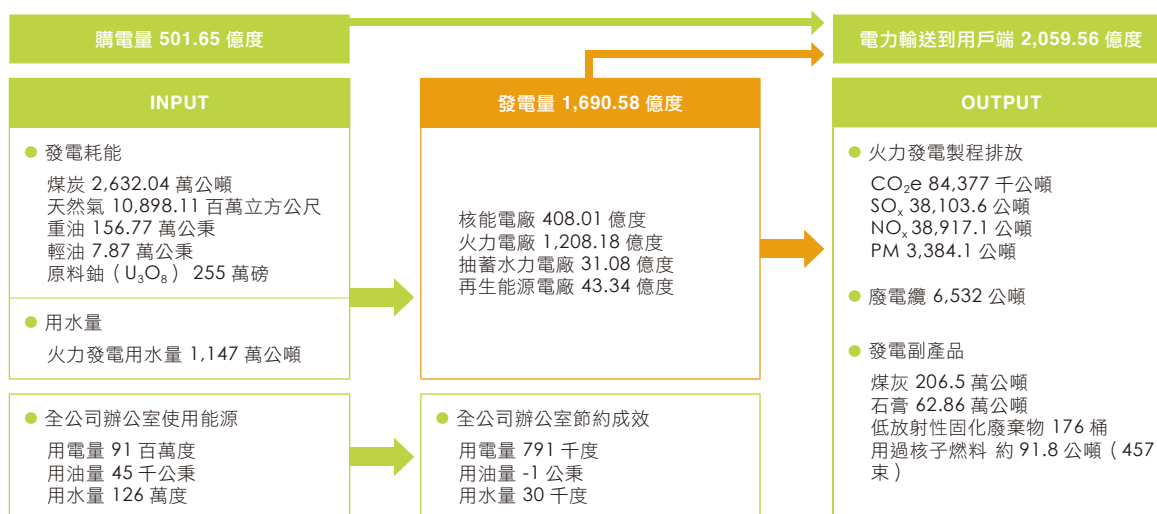 購電量 501.65 億度
電力輸送到用戶端 2,059.56 億度
INPUT
● 發電耗能
煤炭 2,632.04 萬公噸
天然氣 10,898.11 百萬立方公尺
重油 156.77 萬公秉
輕油 7.87 萬公秉
原料鈾（U₃O₈）255 萬磅
● 用水量
火力發電用水量 1,147 萬公噸
● 全公司辦公室使用能源
用電量 91 百萬度
用油量 45 千公秉
用水量 126 萬度
發電量 1,690.58 億度
核能電廠 408.01 億度
火力電廠 1,208.18 億度
抽蓄水力電廠 31.08 億度
再生能源電廠 43.34 億度
● 全公司辦公室節約成效
用電量 791 千度
用油量 -1 公秉
用水量 30 千度
OUTPUT
● 火力發電製程排放
CO₂e 84,377 千公噸
SOₓ 38,103.6 公噸
NOₓ 38,917.1 公噸
PM 3,384.1 公噸
● 廢電纜 6,532 公噸
● 發電副產品
煤灰 206.5 萬公噸
石膏 62.86 萬公噸
低放射性固化廢棄物 176 桶
用過核子燃料 約 91.8 公噸（457
束）